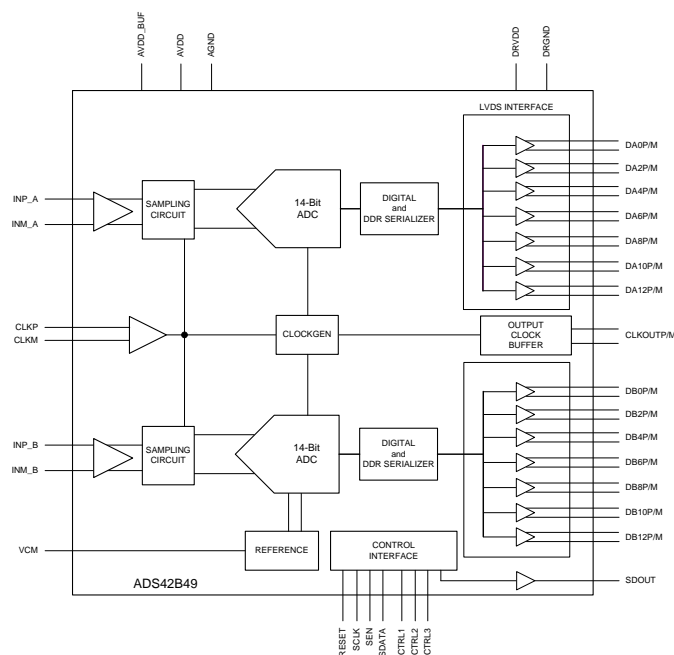 AVDD_BUF
AVDD
AGND
DRVDD
DRGND
LVDS INTERFACE
DA0P/M
DA2P/M
DA4P/M
DA6P/M
DA8P/M
DA10P/M
DA12P/M
INP_A
INM_A
SAMPLING
CIRCUIT
14-Bit
ADC
DIGITAL
and
DDR SERIALIZER
CLKP
CLKM
CLOCKGEN
OUTPUT
CLOCK
BUFFER
CLKOUTP/M
INP_B
INM_B
SAMPLING
CIRCUIT
14-Bit
ADC
DIGITAL
and
DDR SERIALIZER
DB0P/M
DB2P/M
DB4P/M
DB6P/M
DB8P/M
DB10P/M
DB12P/M
VCM
REFERENCE
CONTROL
INTERFACE
SDOUT
ADS42B49
RESET
SCLK
SEN
SDATA
CTRL1
CTRL2
CTRL3